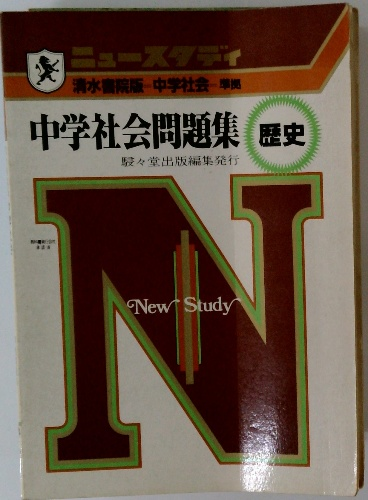 ニュースタディ
清水書院版 中学社会 準拠
中学社会問題集 歴史
駸々堂出版編集発行
New Study
N